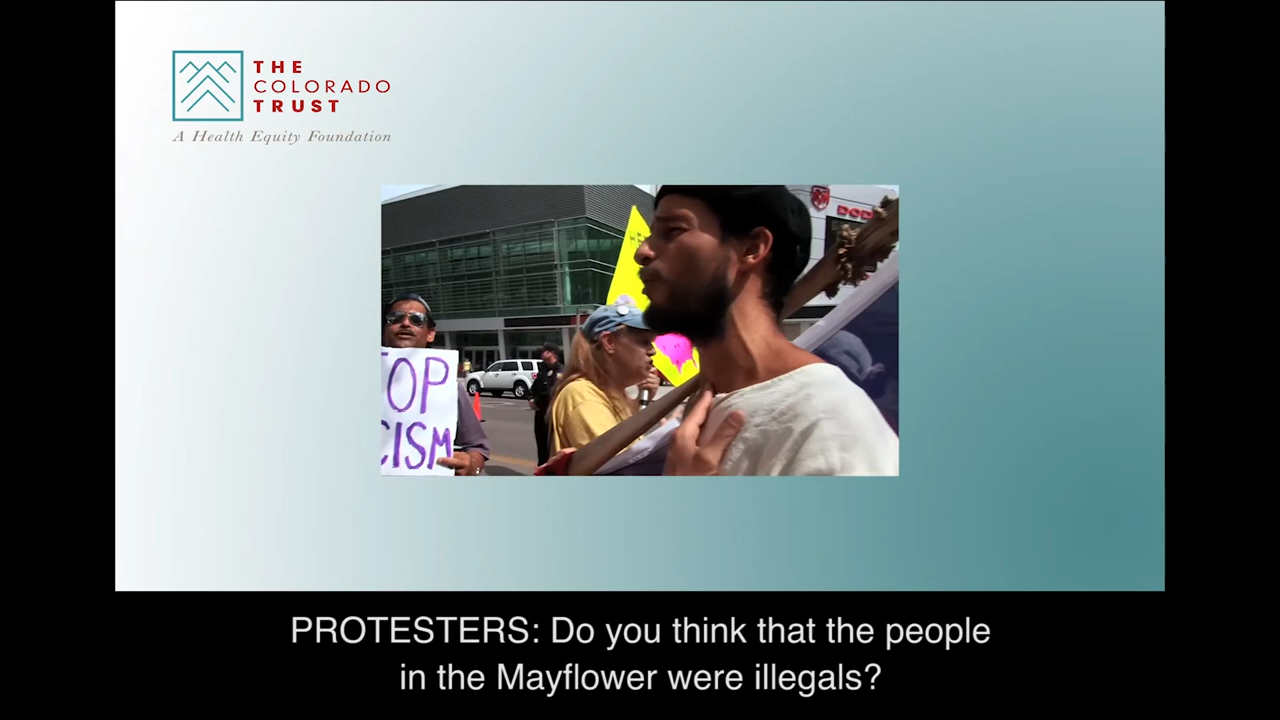 THE
COLORADO
TRUST
A Health Equity Foundation
TOP
CISM
PROTESTERS: Do you think that the people
in the Mayflower were illegals?